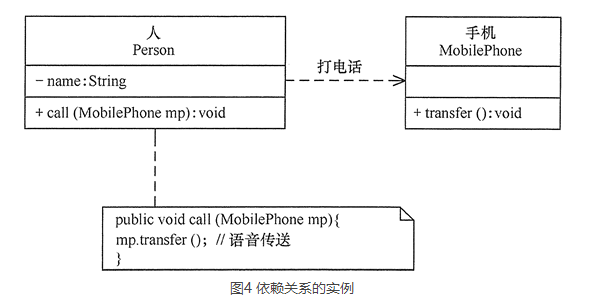 人
Person
- name:String
+ call (MobilePhone mp):void
打电话
手机
MobilePhone
+ transfer ():void
public void call (MobilePhone mp){
mp.transfer (); // 语音传送
}
图4 依赖关系的实例